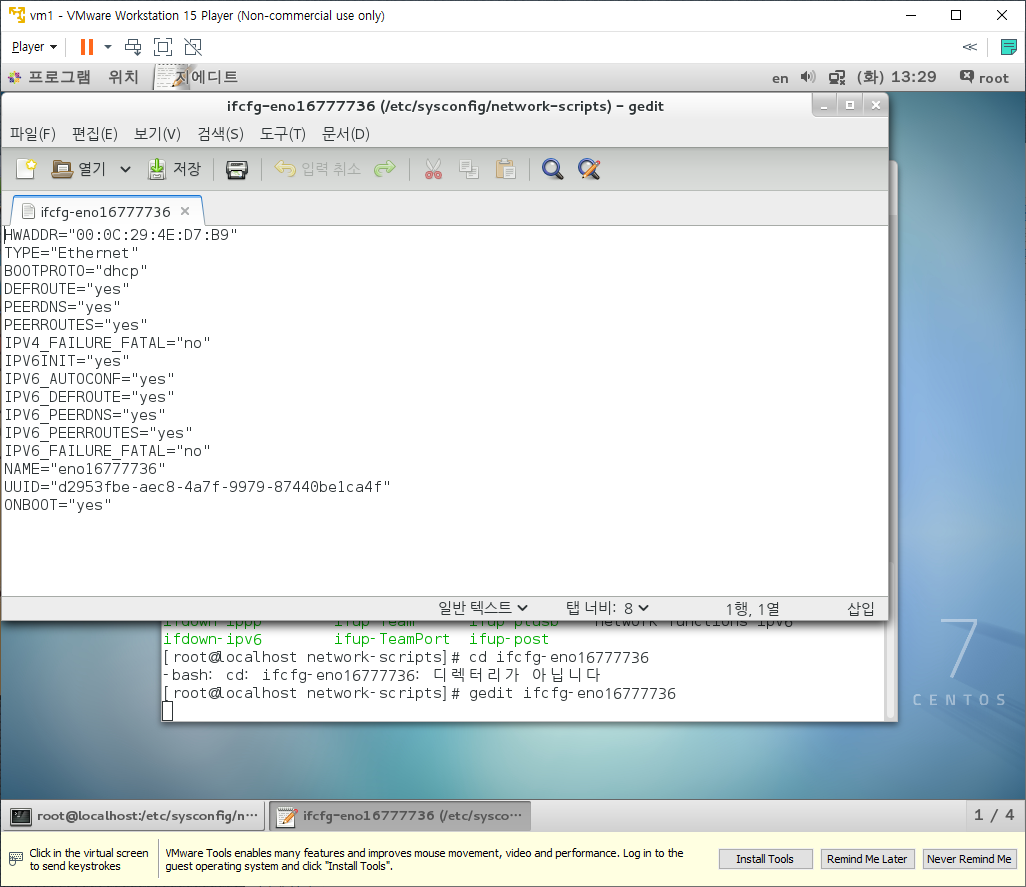 vm1 - VMware Workstation 15 Player (Non-commercial use only)
Player
프로그램 위치 지에디트 en (화) 13:29 root
ifcfg-eno16777736 (/etc/sysconfig/network-scripts) - gedit
파일(F) 편집(E) 보기(V) 검색(S) 도구(T) 문서(D)
열기 저장 입력 취소
ifcfg-eno16777736
HWADDR="00:0C:29:4E:D7:B9"
TYPE="Ethernet"
BOOTPROTO="dhcp"
DEFROUTE="yes"
PEERDNS="yes"
PEERROUTES="yes"
IPV4_FAILURE_FATAL="no"
IPV6INIT="yes"
IPV6_AUTOCONF="yes"
IPV6_DEFROUTE="yes"
IPV6_PEERDNS="yes"
IPV6_PEERROUTES="yes"
IPV6_FAILURE_FATAL="no"
NAME="eno16777736"
UUID="d2953fbe-aec8-4a7f-9979-87440be1ca4f"
ONBOOT="yes"
일반 텍스트 탭 너비: 8 1행, 1열 삽입
ifdown-ippp ifup-Team ifup-plusb network-functions-ipv6
ifdown-ipv6 ifup-TeamPort ifup-post
[root@localhost network-scripts]# cd ifcfg-eno16777736
-bash: cd: ifcfg-eno16777736: 디렉터리가 아닙니다
[root@localhost network-scripts]# gedit ifcfg-eno16777736
7
CENTOS
root@localhost:/etc/sysconfig/n… ifcfg-eno16777736 (/etc/sysco… 1 / 4
Click in the virtual screen
to send keystrokes
VMware Tools enables many features and improves mouse movement, video and performance. Log in to the
guest operating system and click "Install Tools".
Install Tools Remind Me Later Never Remind Me